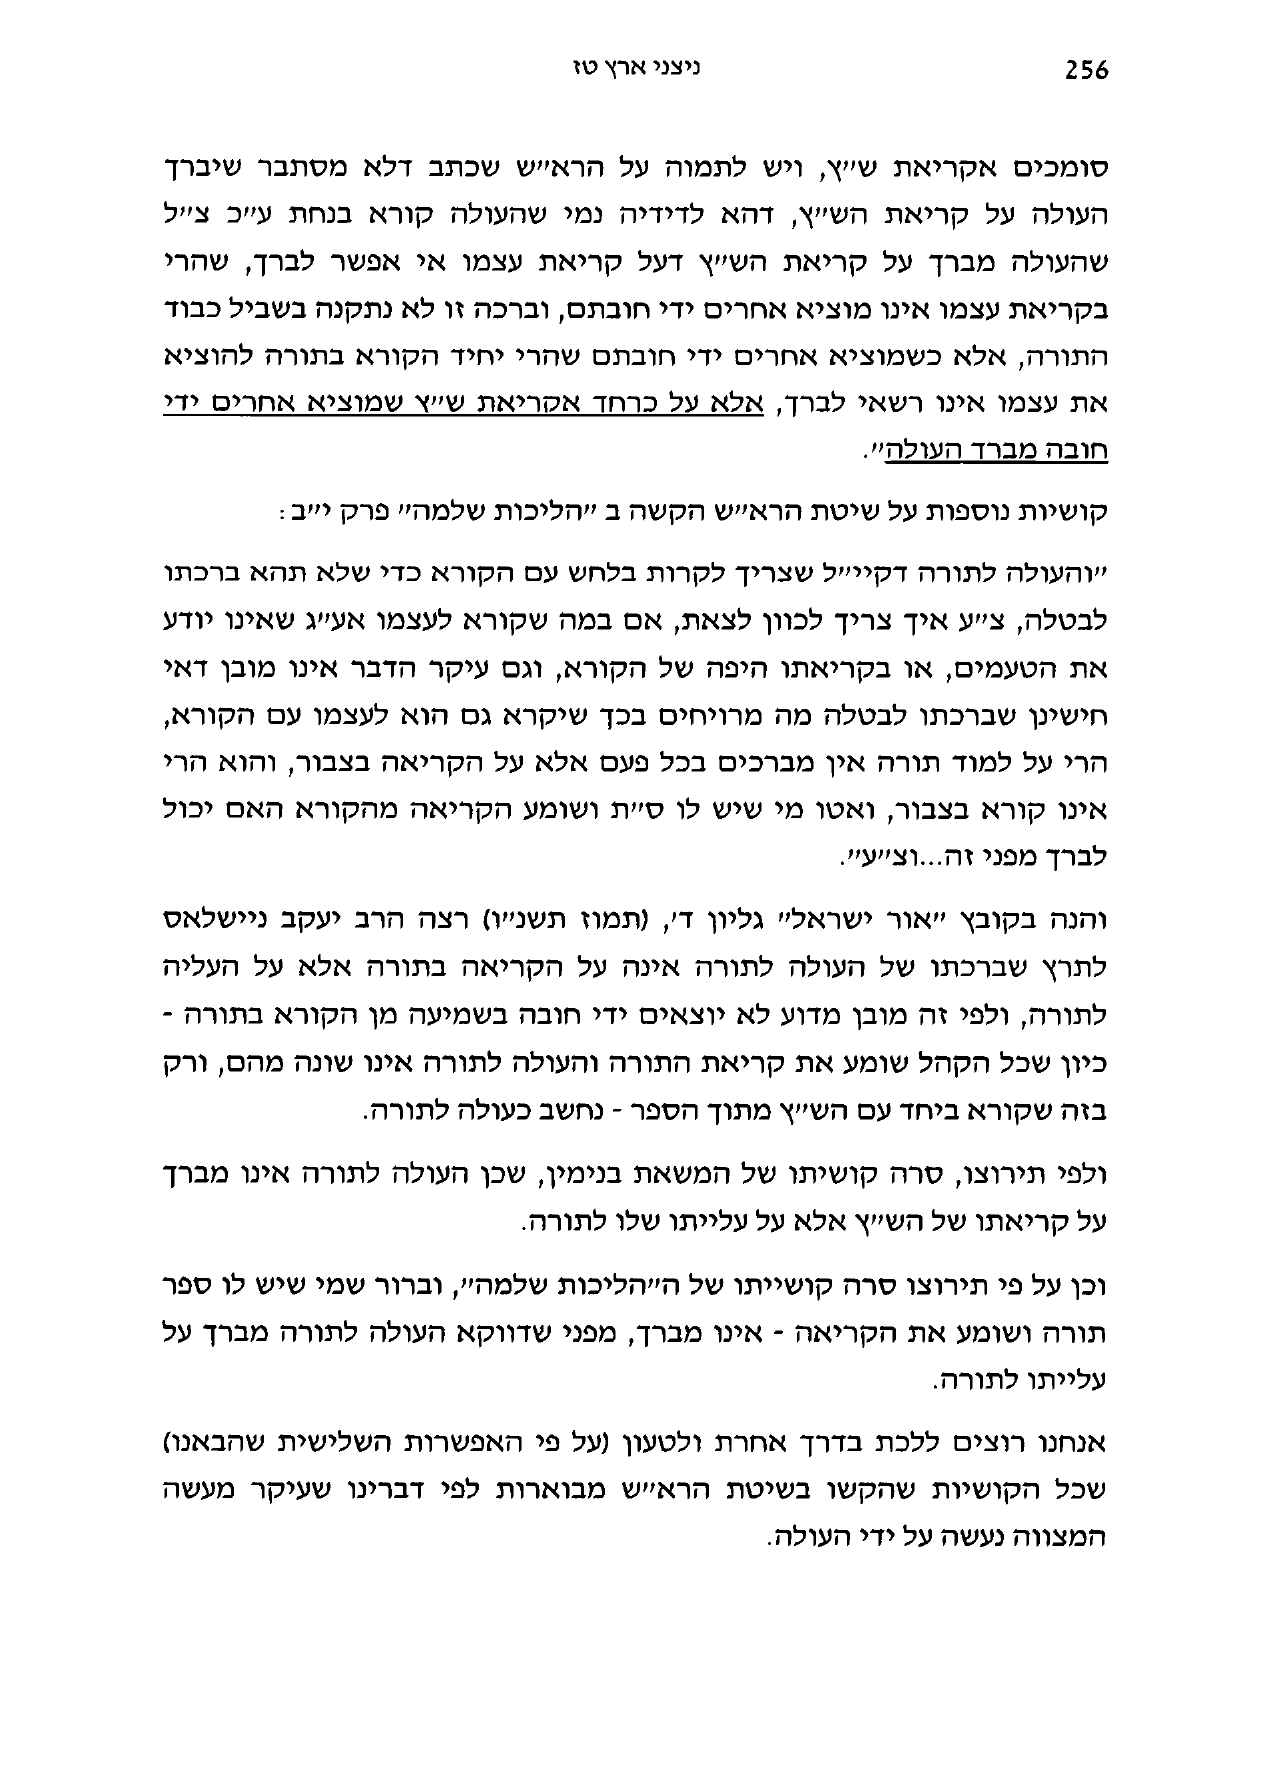 256
ניצני ארץ טז
סומכים אקריאת ש״ץ, ויש לתמוה על הרא״ש שכתב דלא מסתבר שיברך
העולה על קריאת הש״ץ, דהא לדידיה נמי שהעולה קורא בנחת ע״כ צ״ל
שהעולה מברך על קריאת הש״ץ דעל קריאת עצמו אי אפשר לברך, שהרי
בקריאת עצמו אינו מוציא אחרים ידי חובתם, וברכה זו לא נתקנה בשביל כבוד
התורה, אלא כשמוציא אחרים ידי חובתם שהרי יחיד הקורא בתורה להוציא
את עצמו אינו רשאי לברך, אלא על כרחד אקריאת ש״ץ שמוציא אחרים ידי
חובה מברד העולה״.
קושיות נוספות על שיטת הרא״ש הקשה ב ״הליכות שלמה״ פרק י״ב:
״והעולה לתורה דקיי״ל שצריך לקרות בלחש עם הקורא כדי שלא תהא ברכתו
לבטלה, צ״ע איך צריך לכוון לצאת, אם במה שקורא לעצמו אע״ג שאינו יודע
את הטעמים, או בקריאתו היפה של הקורא, וגם עיקר הדבר אינו מובן דאי
חישינן שברכתו לבטלה מה מרויחים בכך שיקרא גם הוא לעצמו עם הקורא,
הרי על למוד תורה אין מברכים בכל פעם אלא על הקריאה בצבור, והוא הרי
אינו קורא בצבור, ואטו מי שיש לו ס״ת ושומע הקריאה מהקורא האם יכול
לברך מפני זה...וצ״ע״.
והנה בקובץ ״אור ישראל״ גליון ד׳, (תמוז תשנ״ו) רצה הרב יעקב ניישלאס
לתרץ שברכתו של העולה לתורה אינה על הקריאה בתורה אלא על העליה
לתורה, ולפי זה מובן מדוע לא יוצאים ידי חובה בשמיעה מן הקורא בתורה -
כיון שכל הקהל שומע את קריאת התורה והעולה לתורה אינו שונה מהם, ורק
בזה שקורא ביחד עם הש״ץ מתוך הספר - נחשב כעולה לתורה.
ולפי תירוצו, סרה קושיתו של המשאת בנימין, שכן העולה לתורה אינו מברך
על קריאתו של הש״ץ אלא על עלייתו שלו לתורה.
וכן על פי תירוצו סרה קושייתו של ה״הליכות שלמה״, וברור שמי שיש לו ספר
תורה ושומע את הקריאה - אינו מברך, מפני שדווקא העולה לתורה מברך על
עלייתו לתורה.
אנחנו רוצים ללכת בדרך אחרת ולטעון (על פי האפשרות השלישית שהבאנו)
שכל הקושיות שהקשו בשיטת הרא״ש מבוארות לפי דברינו שעיקר מעשה
המצווה נעשה על ידי העולה.